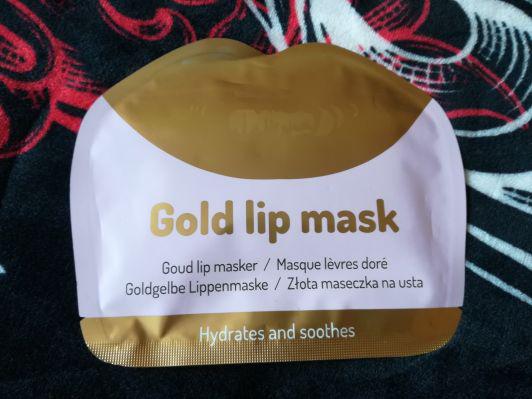 Gold lip mask
Goud lip masker / Masque lèvres doré
Goldgelbe Lippenmaske / Złota maseczka na usta
Hydrates and soothes